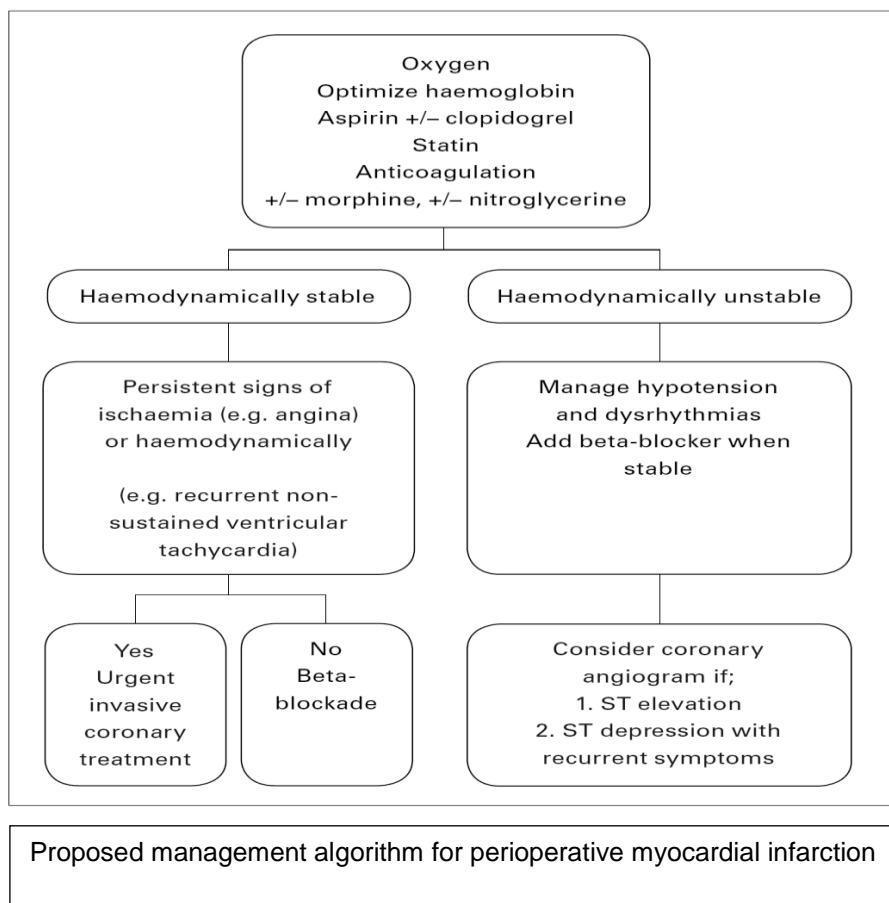 Oxygen
Optimize haemoglobin
Aspirin +/– clopidogrel
Statin
Anticoagulation
+/– morphine, +/– nitroglycerine
Haemodynamically stable
Haemodynamically unstable
Persistent signs of
ischaemia (e.g. angina)
or haemodynamically
(e.g. recurrent non-
sustained ventricular
tachycardia)
Manage hypotension
and dysrhythmias
Add beta-blocker when
stable
Yes
Urgent
invasive
coronary
treatment
No
Beta-
blockade
Consider coronary
angiogram if;
1. ST elevation
2. ST depression with
recurrent symptoms
Proposed management algorithm for perioperative myocardial infarction